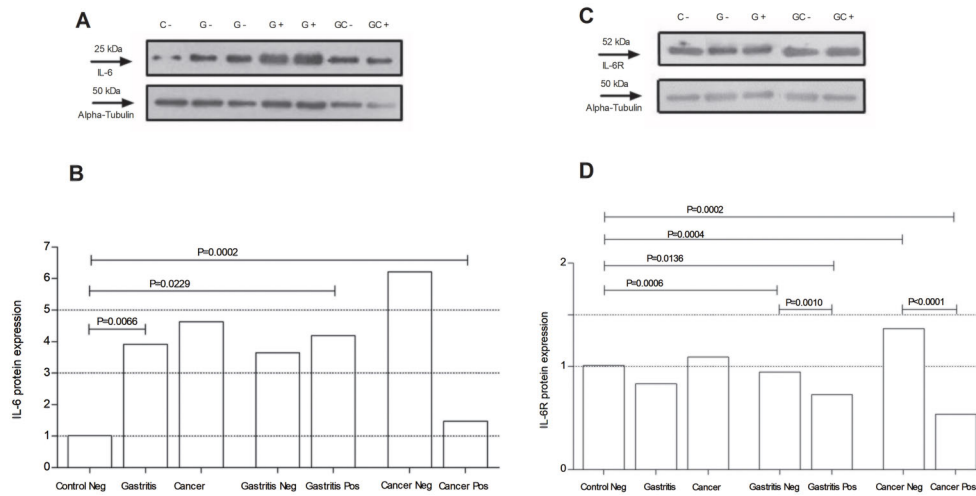 A
C - G - G - G + G + GC - GC +
25 kDa
IL-6
50 kDa
Alpha-Tubulin
B
IL-6 protein expression
7
6
5
4
3
2
1
0
P=0.0002
P=0.0229
P=0.0066
Control Neg Gastritis Cancer Gastritis Neg Gastritis Pos Cancer Neg Cancer Pos
C
C - G - G + GC - GC +
52 kDa
IL-6R
50 kDa
Alpha-Tubulin
D
IL-6R protein expression
2
1
0
P=0.0002
P=0.0004
P=0.0136
P=0.0006
P=0.0010 P<0.0001
Control Neg Gastritis Cancer Gastritis Neg Gastritis Pos Cancer Neg Cancer Pos